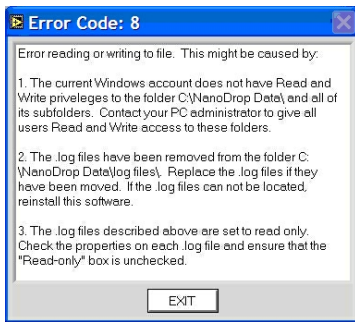 Error Code: 8
Error reading or writing to file. This might be caused by:
1. The current Windows account does not have Read and
Write priveleges to the folder C:\NanoDrop Data\ and all of
its subfolders. Contact your PC administrator to give all
users Read and Write access to these folders.
2. The .log files have been removed from the folder C:
\NanoDrop Data\log files\. Replace the .log files if they
have been moved. If the .log files can not be located,
reinstall this software.
3. The .log files described above are set to read only.
Check the properties on each .log file and ensure that the
"Read-only" box is unchecked.
EXIT